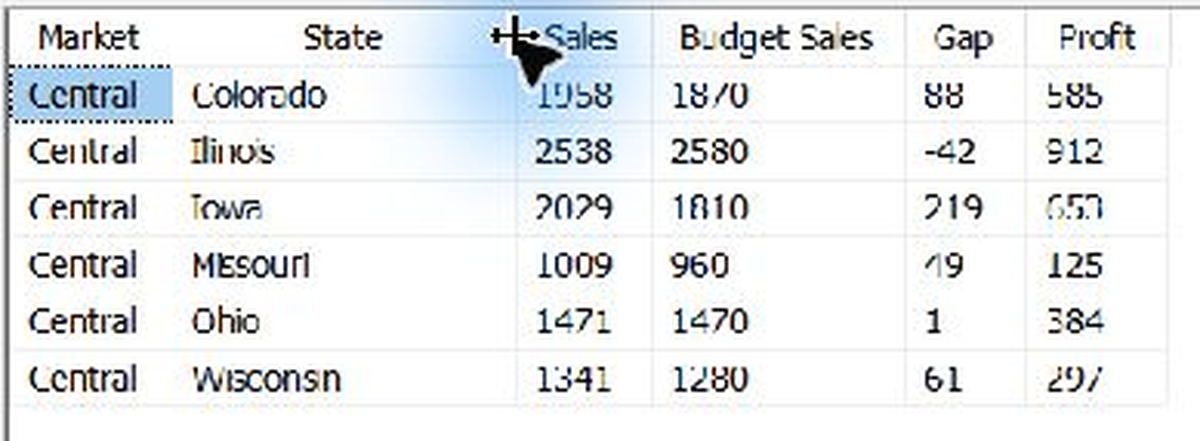 Market State Sales Budget Sales Gap Profit
Central Colorado 1958 1870 88 585
Central Illinois 2538 2580 -42 912
Central Iowa 2029 1810 219 653
Central Missouri 1009 960 49 125
Central Ohio 1471 1470 1 384
Central Wisconsin 1341 1280 61 297